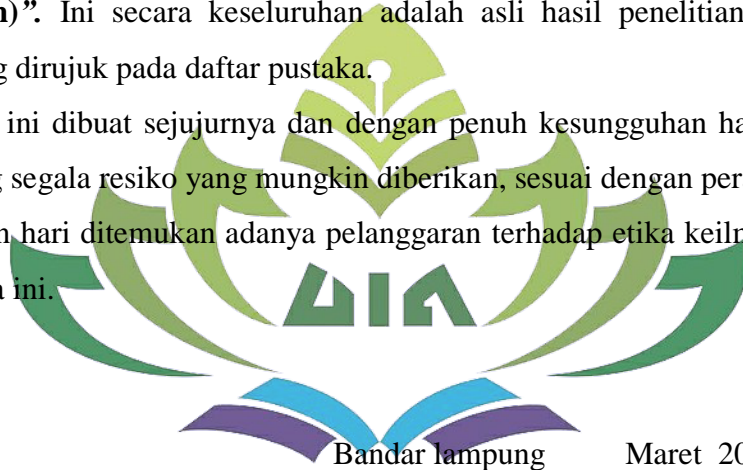 n)”. Ini secara keseluruhan adalah asli hasil penelitian
g dirujuk pada daftar pustaka.
ini dibuat sejujurnya dan dengan penuh kesungguhan ha
g segala resiko yang mungkin diberikan, sesuai dengan per
n hari ditemukan adanya pelanggaran terhadap etika keiln
a ini.
UIN
Bandar lampung Maret 20